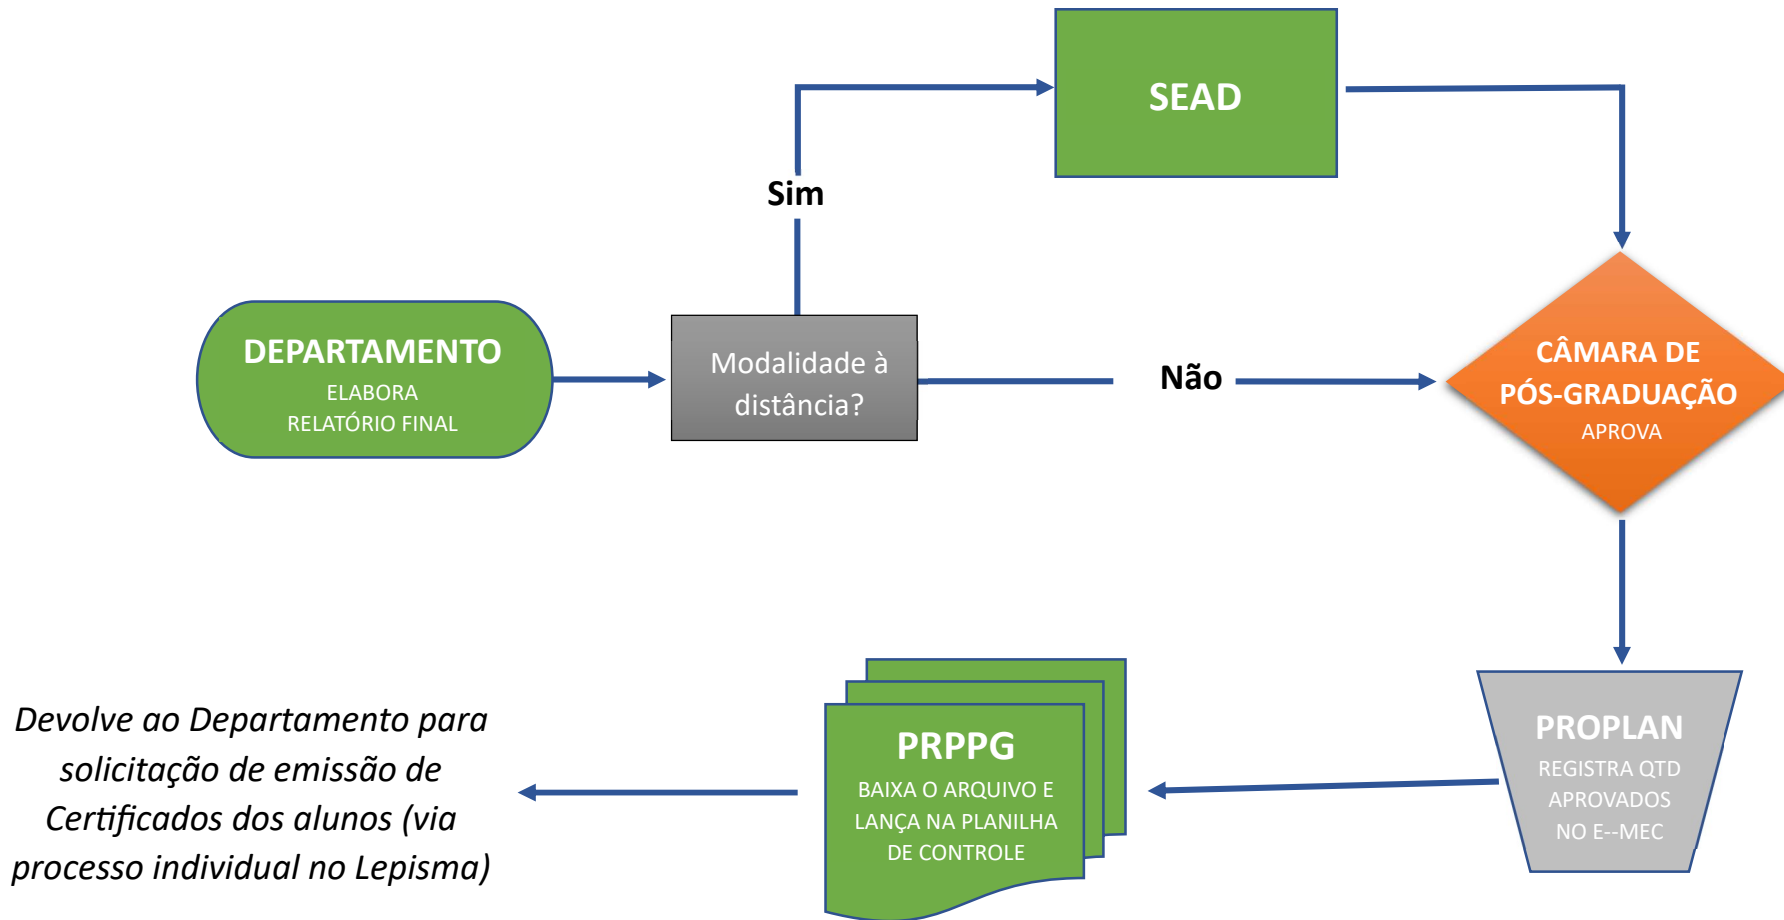 SEAD
Sim
DEPARTAMENTO
ELABORA
RELATÓRIO FINAL
Modalidade à
distância?
Não
CÂMARA DE
PÓS-GRADUAÇÃO
APROVA
PROPLAN
REGISTRA QTD
APROVADOS
NO E--MEC
PRPPG
BAIXA O ARQUIVO E
LANÇA NA PLANILHA
DE CONTROLE
Devolve ao Departamento para
solicitação de emissão de
Certificados dos alunos (via
processo individual no Lepisma)